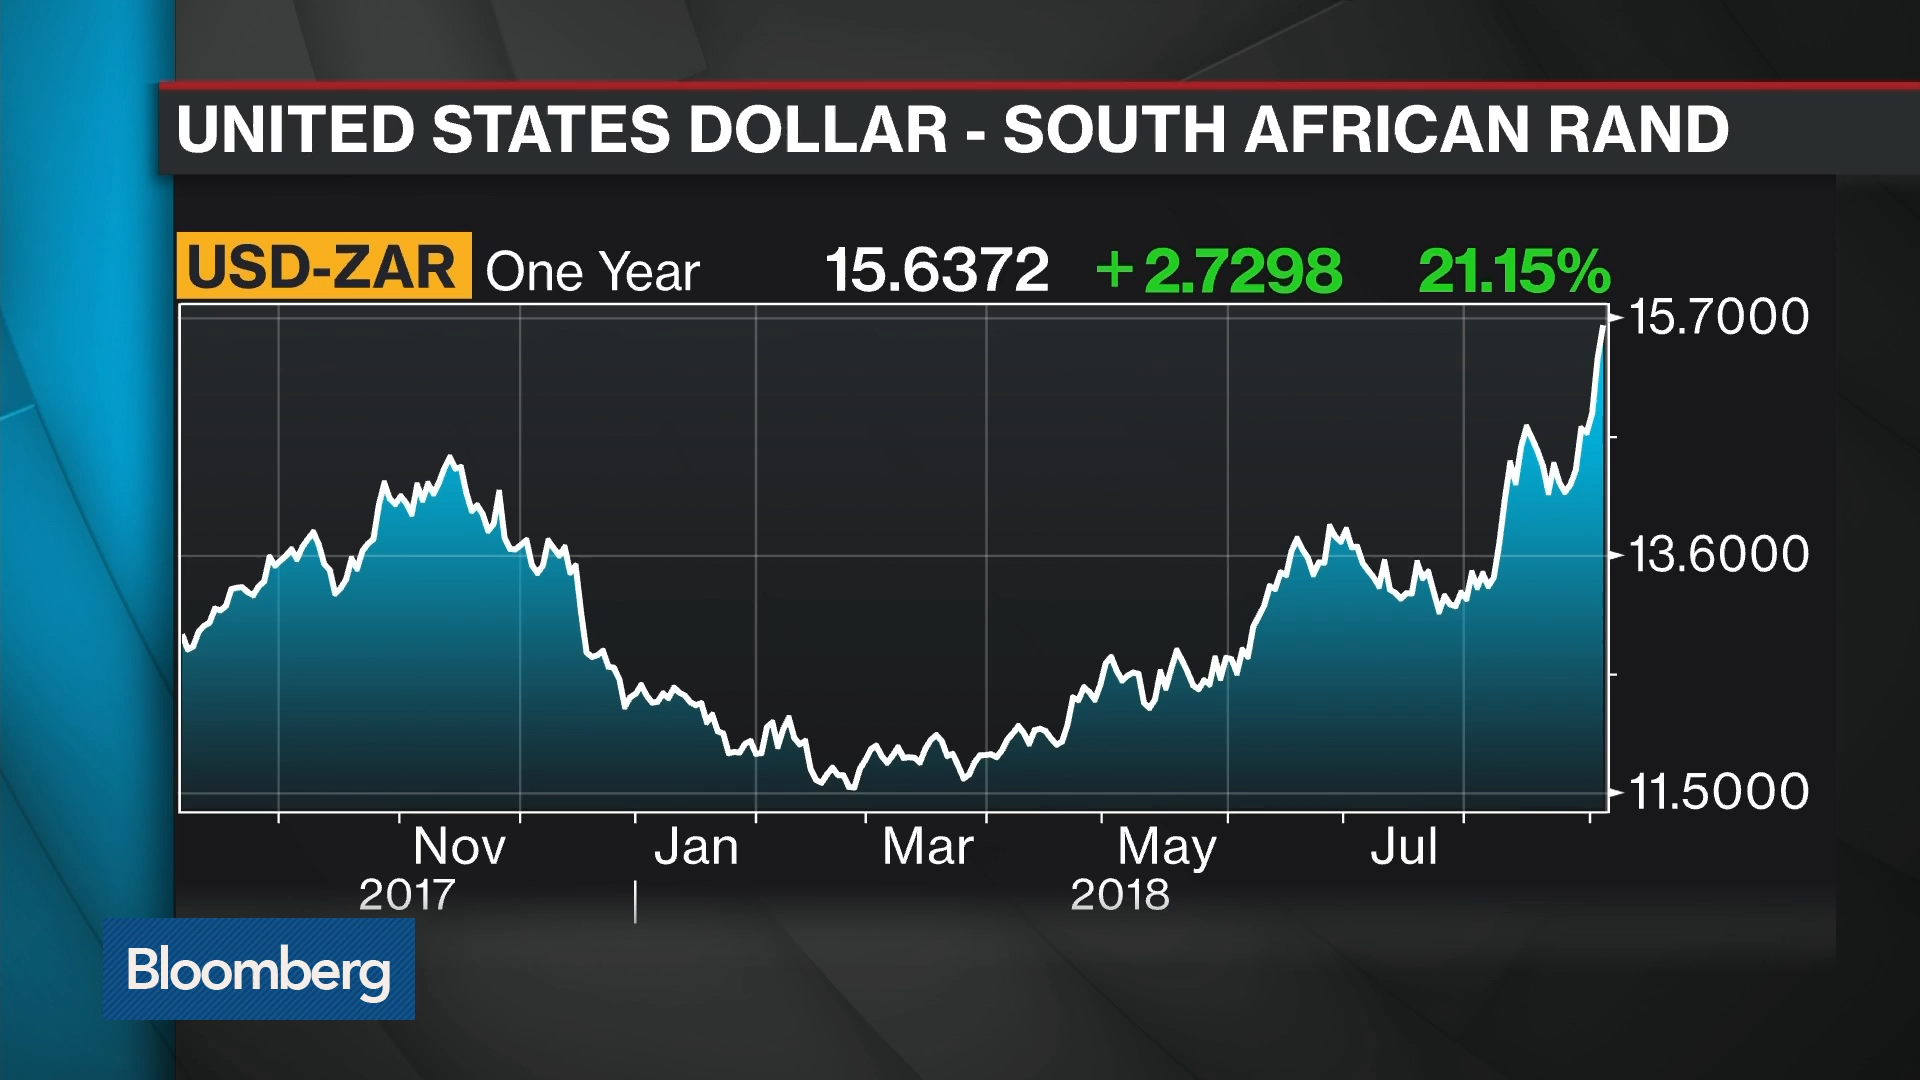 UNITED STATES DOLLAR - SOUTH AFRICAN RAND
USD-ZAR One Year 15.6372 +2.7298 21.15%
15.7000
13.6000
11.5000
Nov Jan Mar May Jul
2017 2018
Bloomberg